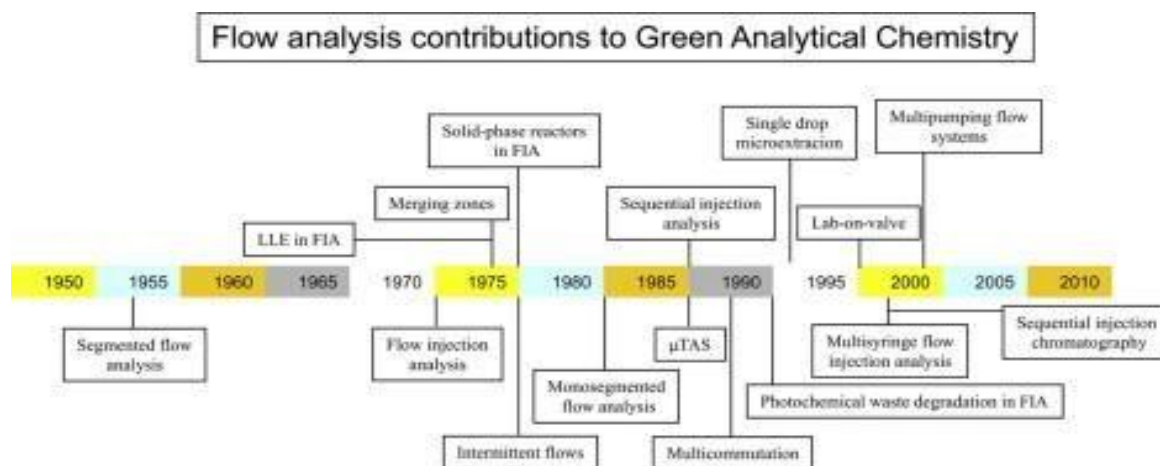 Flow analysis contributions to Green Analytical Chemistry
Solid-phase reactors
in FIA
Single drop
microextracion
Multipumping flow
systems
Merging zones
Sequential injection
analysis
LLE in FIA
Lab-on-valve
1950 1955 1960 1965 1970 1975 1980 1985 1990 1995 2000 2005 2010
Segmented flow
analysis
Flow injection
analysis
µTAS
Multisyringe flow
injection analysis
Sequential injection
chromatography
Monosegmented
flow analysis
Photochemical waste degradation in FIA
Intermittent flows
Multicommutation